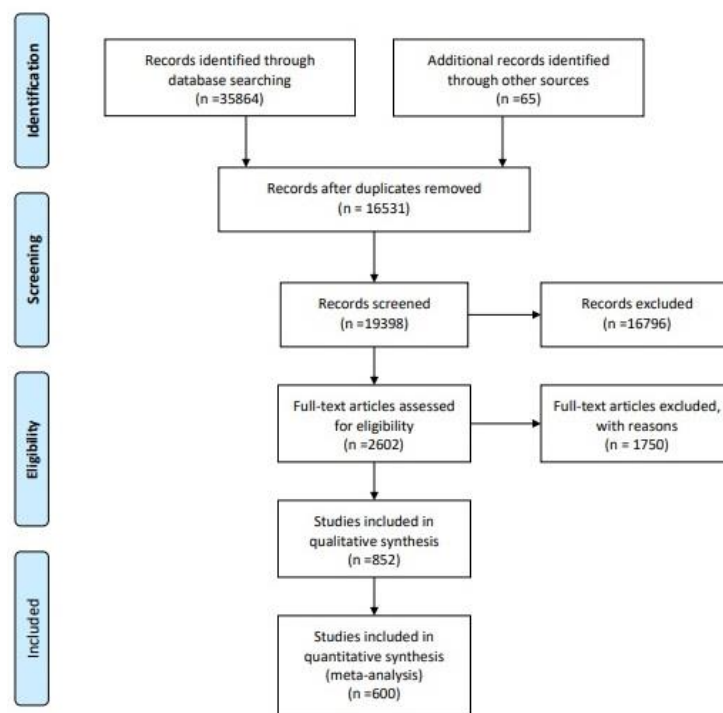 Identification
Records identified through
database searching
(n =35864)
Additional records identified
through other sources
(n =65)
Records after duplicates removed
(n = 16531)
Screening
Records screened
(n =19398)
Records excluded
(n =16796)
Eligibility
Full-text articles assessed
for eligibility
(n =2602)
Full-text articles excluded,
with reasons
(n = 1750)
Studies included in
qualitative synthesis
(n =852)
Included
Studies included in
quantitative synthesis
(meta-analysis)
(n =600)